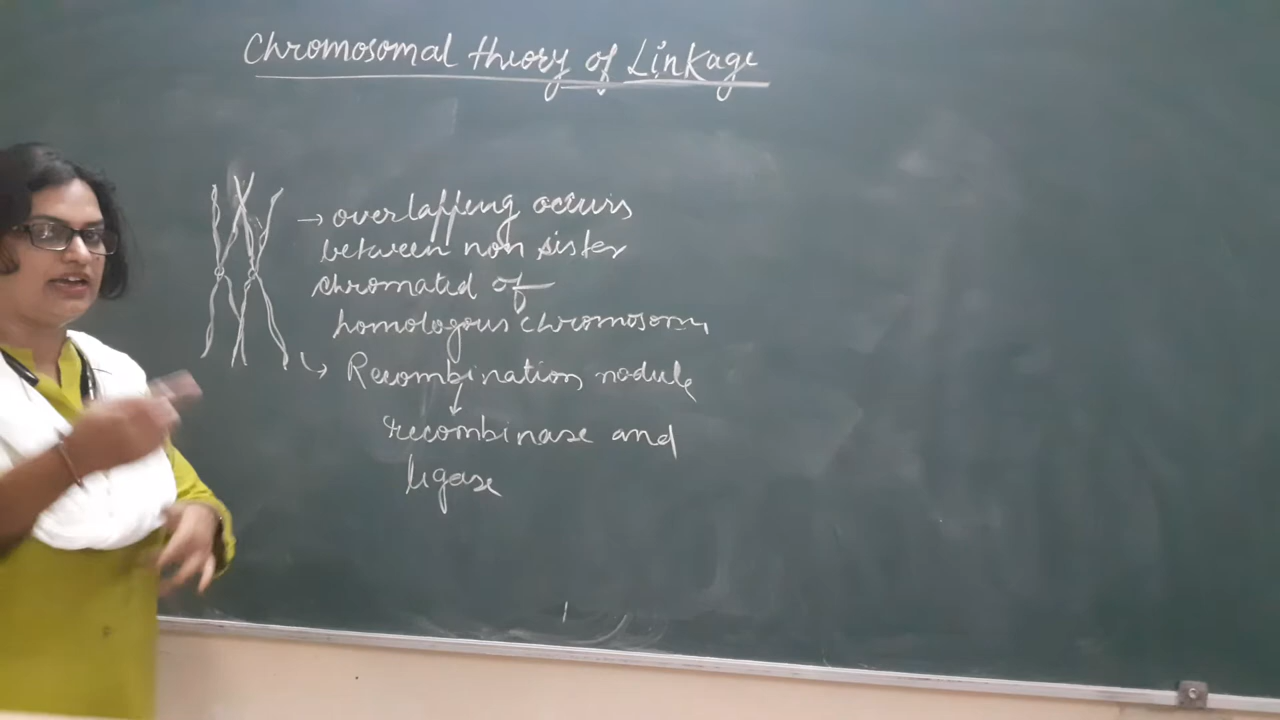 Chromosomal theory of Linkage
→ overlapping occurs
between non sister
chromatid of
homologous chromosom
↳ Recombination nodule
↓
recombinase and
ligase